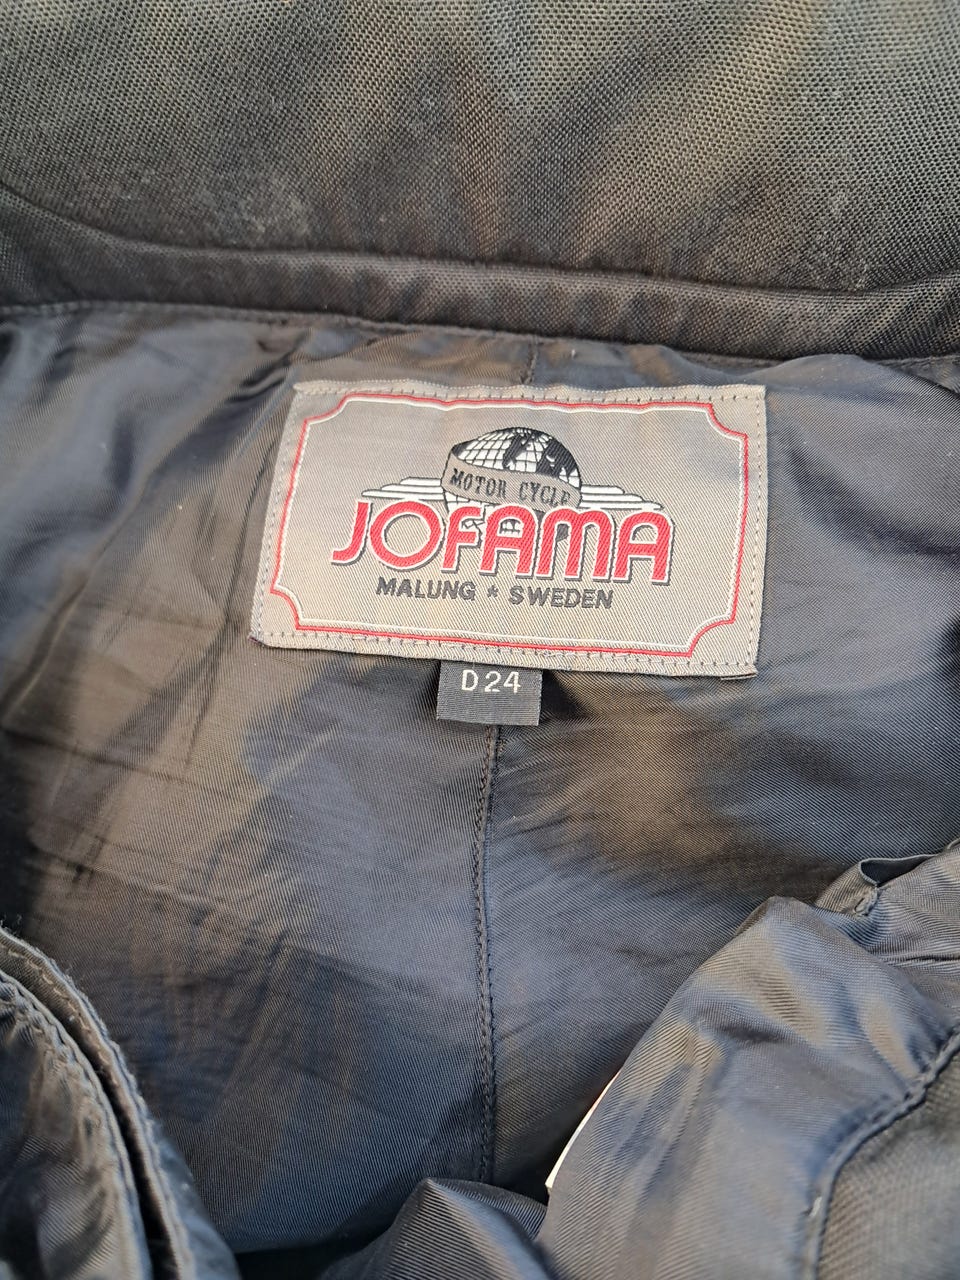 MOTOR CYCLE
JOFAMA
MALUNG * SWEDEN
D24